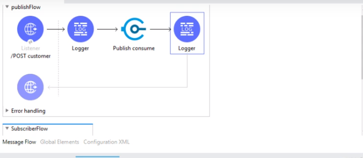 publishFlow
Listener
Logger
Publish consume
Logger
/POST customer
Error handling
SubscriberFlow
Message Flow Global Elements Configuration XML